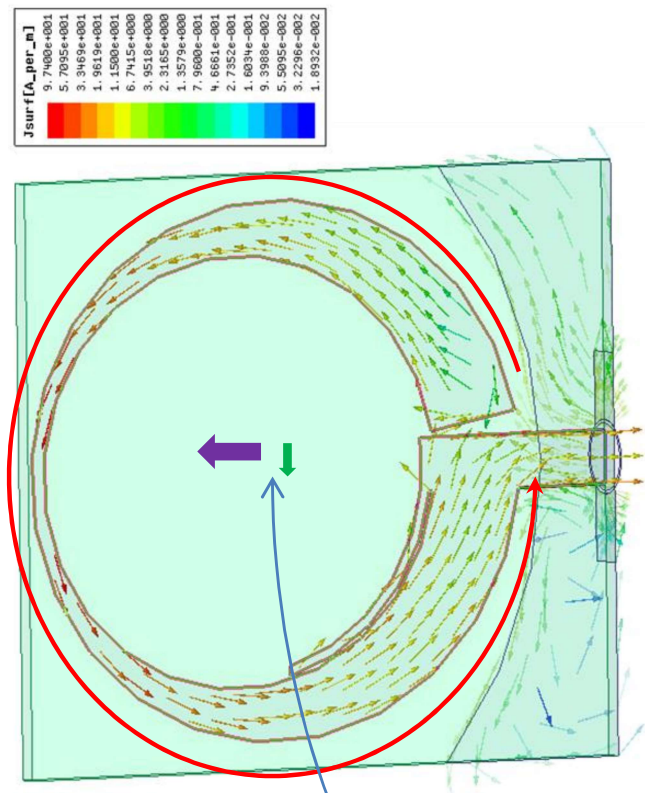 Jsurf[A_per_m]
9.7400e+001
5.7095e+001
3.3469e+001
1.9619e+001
1.1500e+001
6.7415e+000
3.9518e+000
2.3165e+000
1.3579e+000
7.9600e-001
4.6661e-001
2.7352e-001
1.6034e-001
9.3988e-002
5.5095e-002
3.2296e-002
1.8932e-002